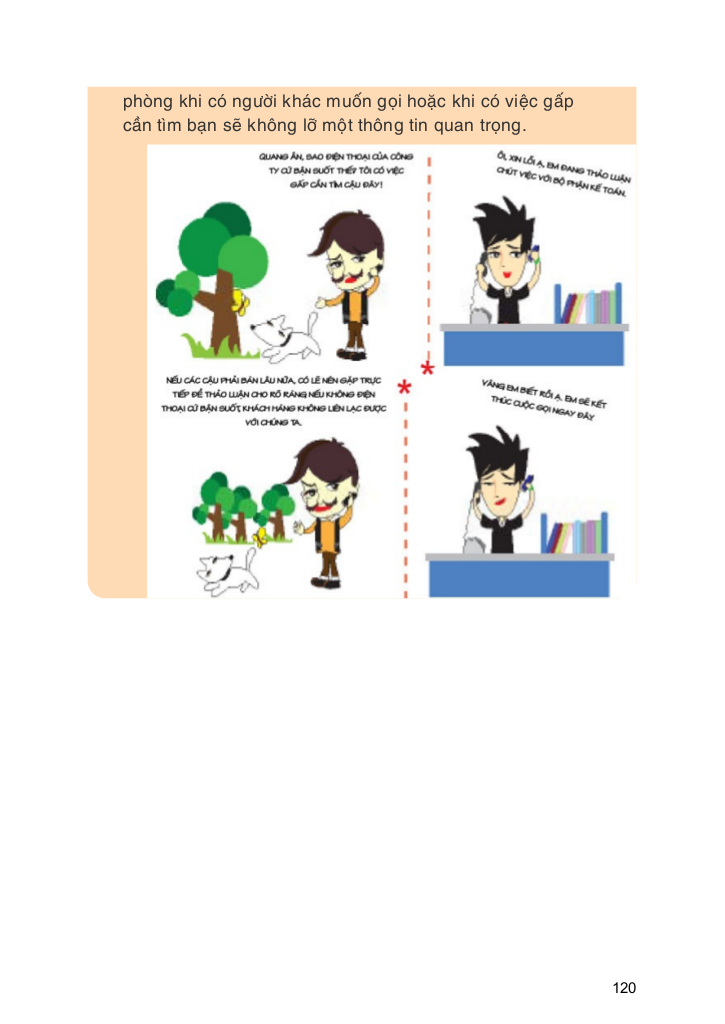 phòng khi có người khác muốn gọi hoặc khi có việc gấp
cần tìm bạn sẽ không lỡ một thông tin quan trọng.
QUANG ĂN, SAO ĐIỆN THOẠI CỦA CÔNG
TY CỨ BẬN SUỐT THẾ? TÔI CÓ VIỆC
GẤP CẦN TÌM CẬU ĐÂY!
ÔI, XIN LỖI Ạ, EM ĐANG THẢO LUẬN
CHÚT VIỆC VỚI BỘ PHẬN KẾ TOÁN.
NẾU CÁC CẬU PHẢI BÀN LÂU NỮA, CÓ LẼ NÊN GẶP TRỰC
TIẾP ĐỂ THẢO LUẬN CHO RÕ RÀNG NẾU KHÔNG ĐIỆN
THOẠI CỨ BẬN SUỐT, KHÁCH HÀNG KHÔNG LIÊN LẠC ĐƯỢC
VỚI CHÚNG TA.
VÂNG EM BIẾT RỒI Ạ. EM SẼ KẾT
THÚC CUỘC GỌI NGAY ĐÂY
120